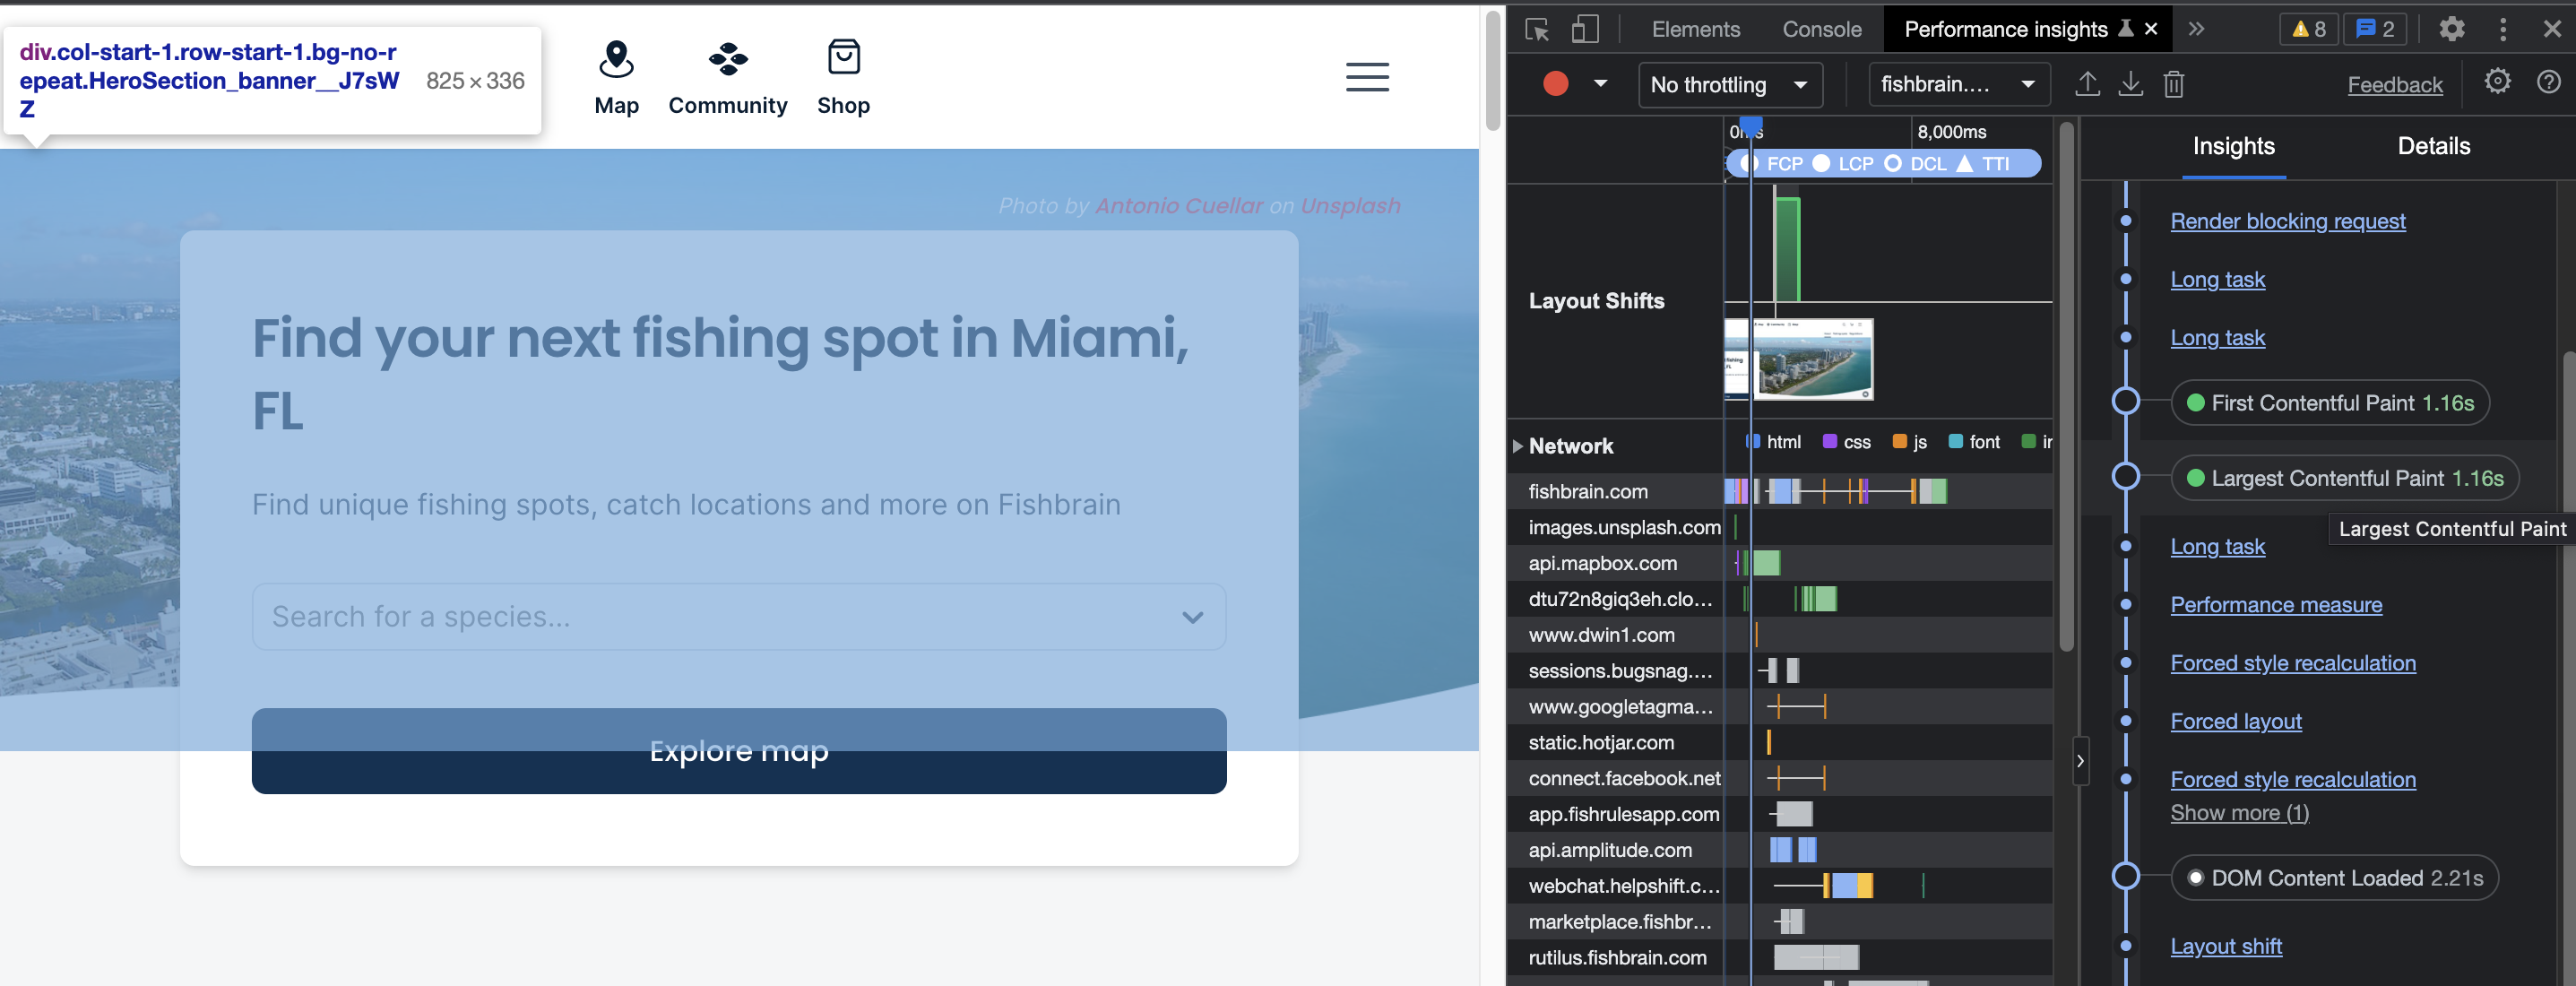 div.col-start-1.row-start-1.bg-no-r
epeat.HeroSection_banner__J7sW
Z
825 × 336
Map
Community
Shop
Photo by Antonio Cuellar on Unsplash
Find your next fishing spot in Miami,
FL
Find unique fishing spots, catch locations and more on Fishbrain
Search for a species...
Explore map
Elements
Console
Performance insights
8
2
No throttling
fishbrain....
Feedback
8,000ms
FCP
LCP
DCL
TTI
Layout Shifts
Network
html
css
js
font
fishbrain.com
images.unsplash.com
api.mapbox.com
dtu72n8giq3eh.clo...
www.dwin1.com
sessions.bugsnag....
www.googletagma...
static.hotjar.com
connect.facebook.net
app.fishrulesapp.com
api.amplitude.com
webchat.helpshift.c...
marketplace.fishbr...
rutilus.fishbrain.com
Insights
Details
Render blocking request
Long task
Long task
First Contentful Paint 1.16s
Largest Contentful Paint 1.16s
Largest Contentful Paint
Long task
Performance measure
Forced style recalculation
Forced layout
Forced style recalculation
Show more (1)
DOM Content Loaded 2.21s
Layout shift